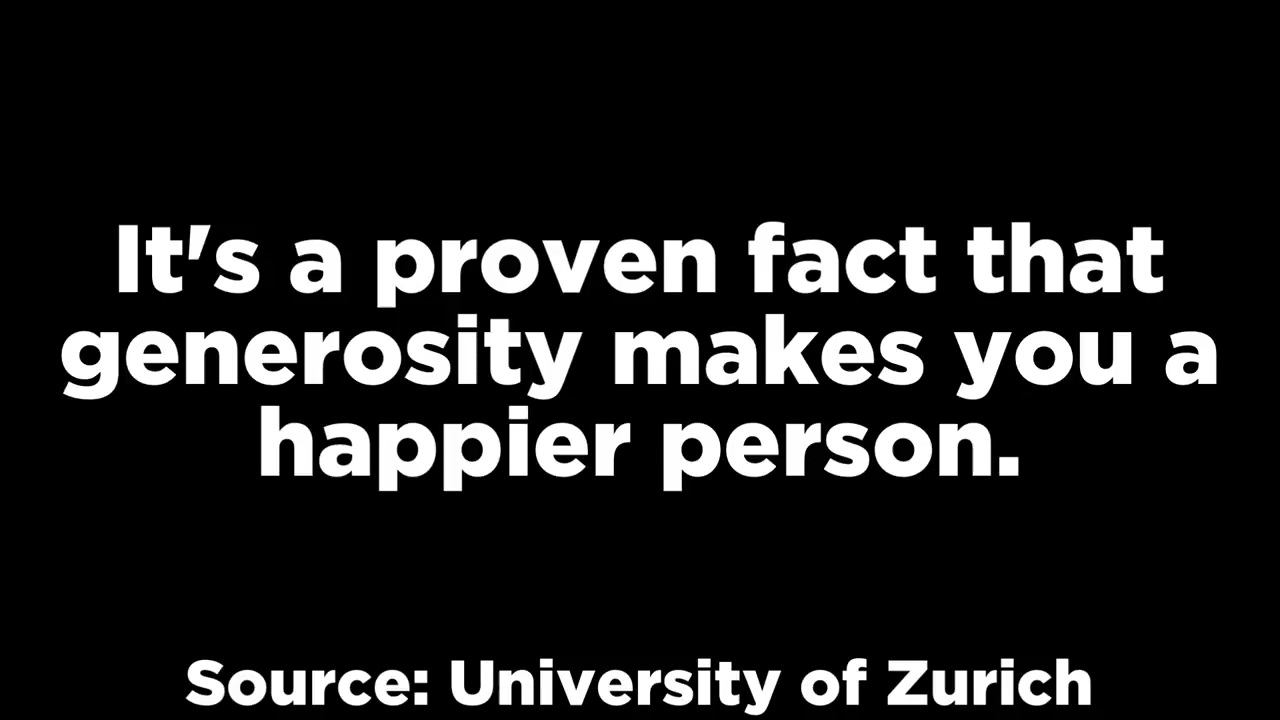 It's a proven fact that
generosity makes you a
happier person.
Source: University of Zurich